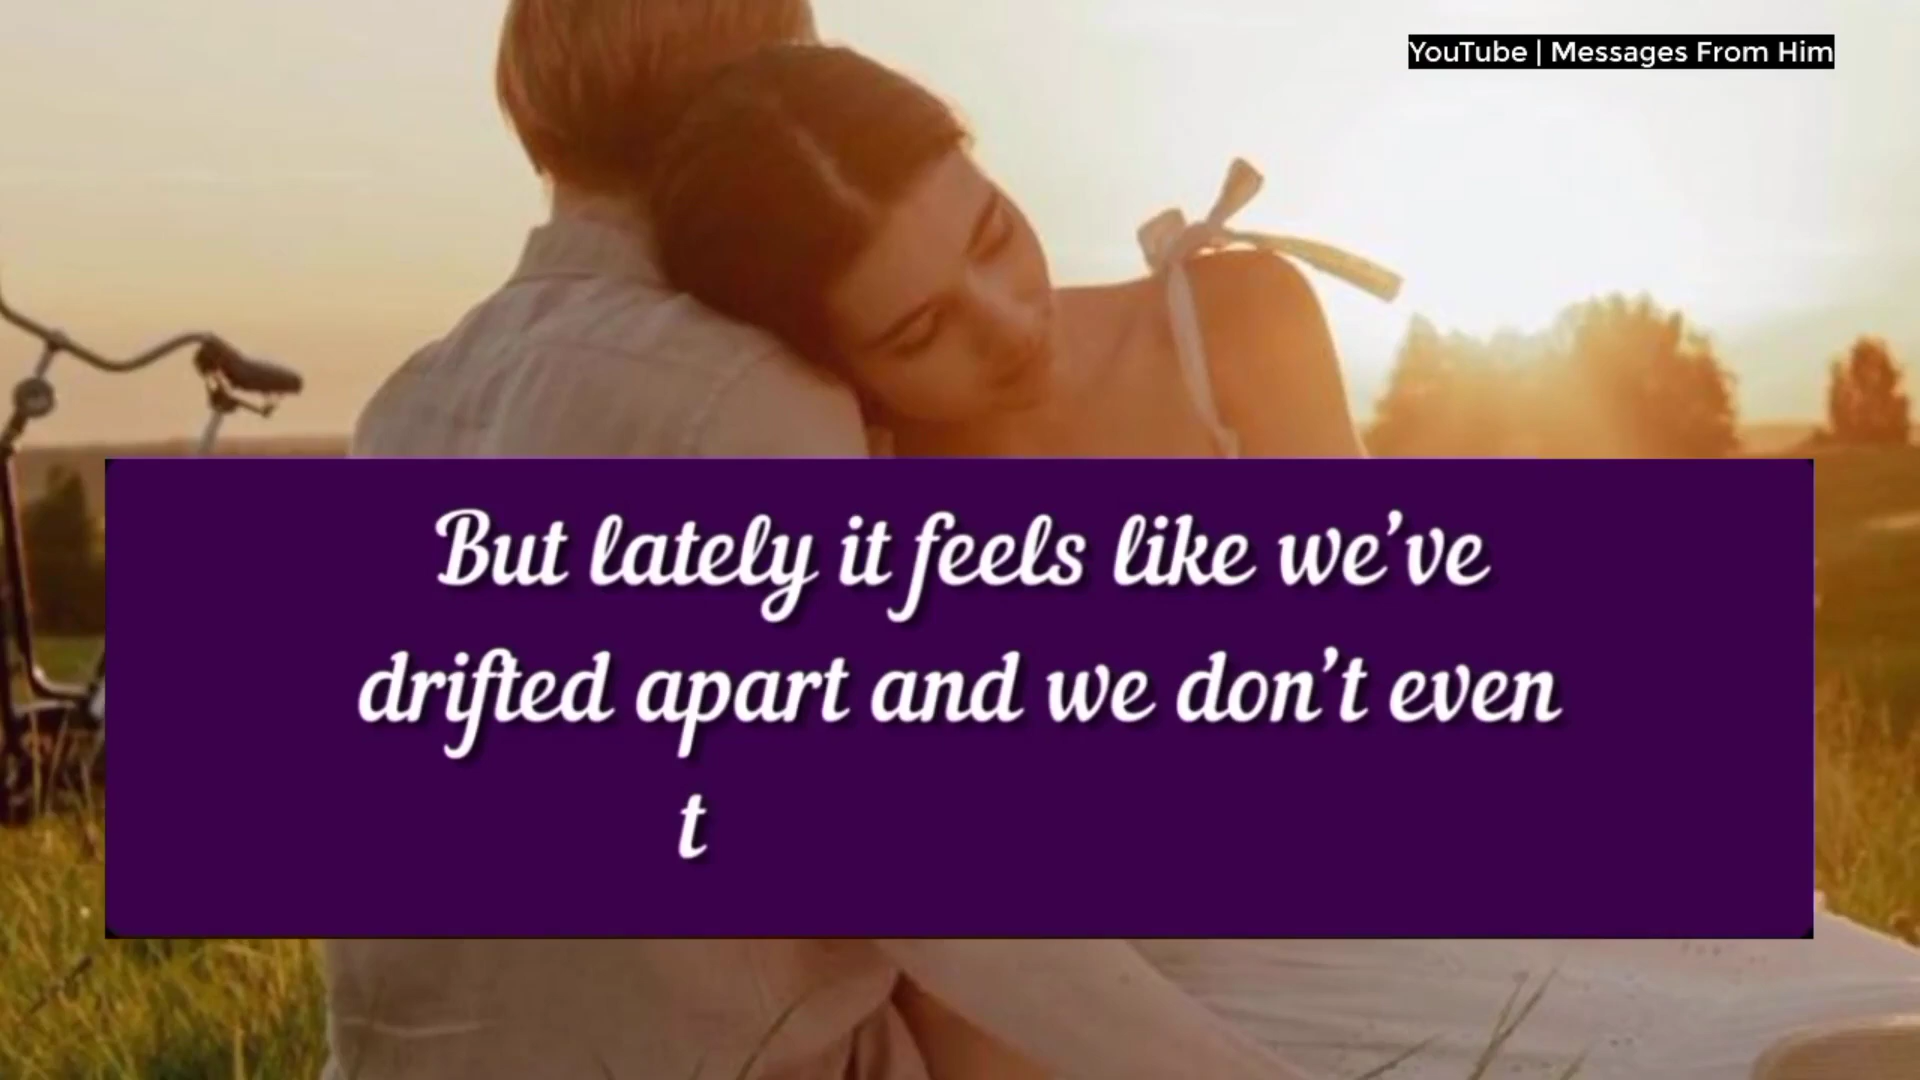 YouTube | Messages From Him
But lately it feels like we've
drifted apart and we don't even
t